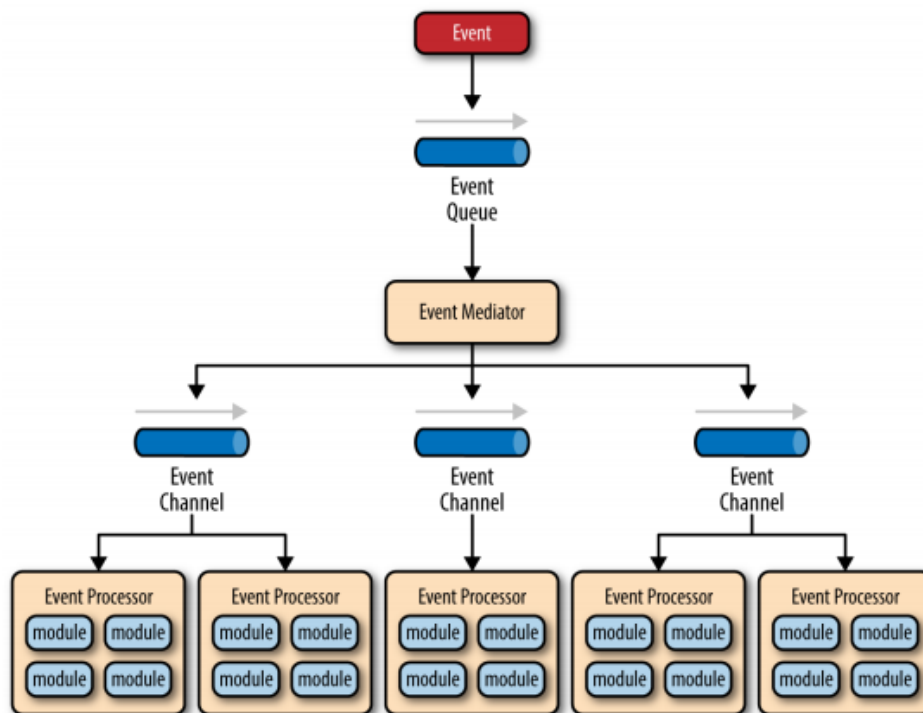 Event
Event
Queue
Event Mediator
Event
Channel
Event
Channel
Event
Channel
Event Processor
module module
module module
Event Processor
module module
module module
Event Processor
module module
module module
Event Processor
module module
module module
Event Processor
module module
module module